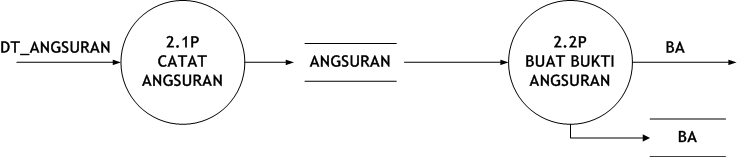 DT_ANGSURAN
2.1P
CATAT
ANGSURAN
ANGSURAN
2.2P
BUAT BUKTI
ANGSURAN
BA
BA